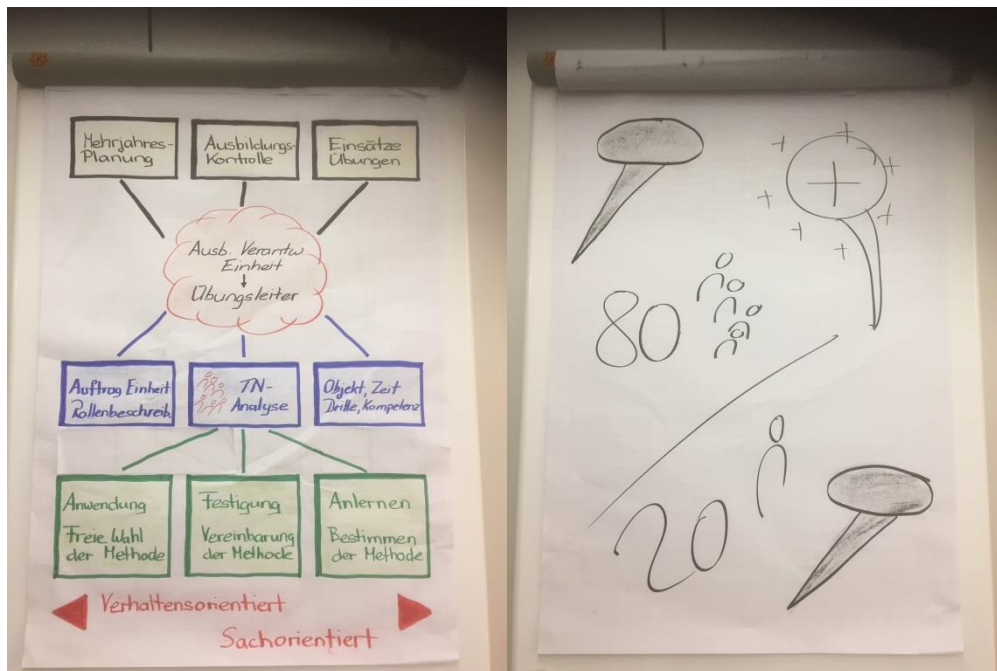 Mehrjahres-
Planung
Ausbildungs-
Kontrolle
Einsätze
Übungen
Ausb. Verantw.
Einheit
↓
Übungsleiter
Auftrag Einheit
Rollenbeschreib.
TN-
Analyse
Objekt, Zeit
Dritte, Kompetenz
Anwendung
Freie Wahl
der Methode
Festigung
Vereinbarung
der Methode
Anlernen
Bestimmen
der Methode
Verhaltensorientiert
Sachorientiert
80
20